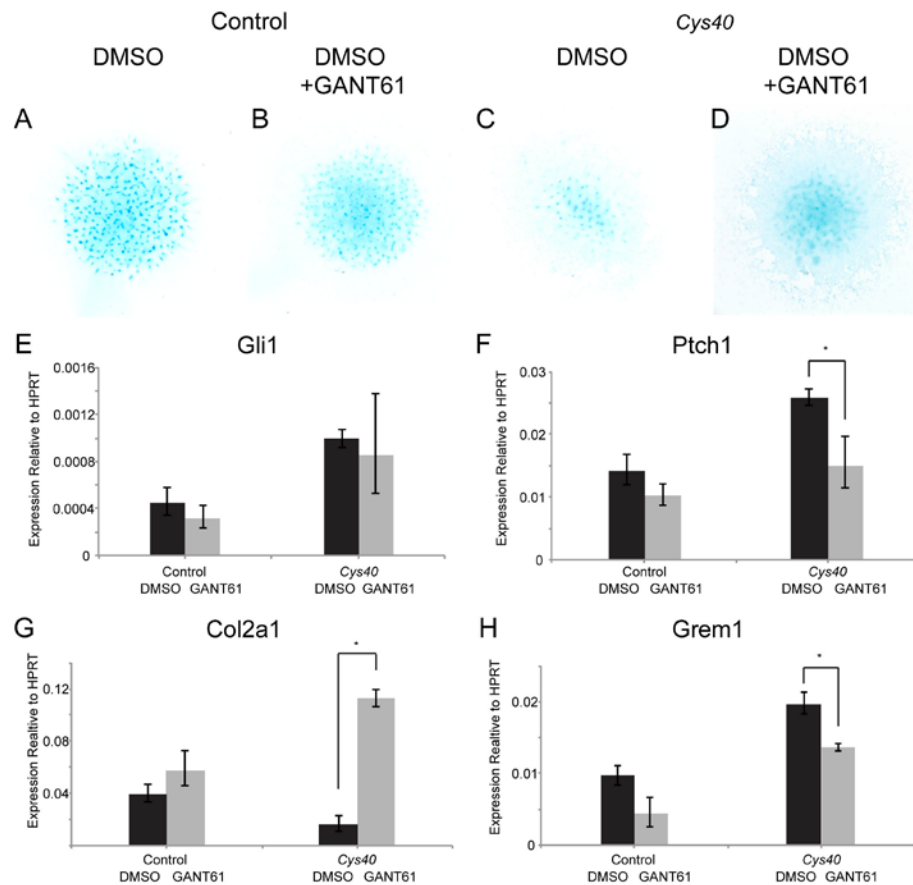 Control
Cys40
DMSO
DMSO
+GANT61
DMSO
DMSO
+GANT61
A
B
C
D
E
Gli1
Expression Relative to HPRT
0.0016
0.0012
0.0008
0.0004
0
Control
DMSO GANT61
Cys40
DMSO GANT61
F
Ptch1
*
Expression Relative to HPRT
0.03
0.02
0.01
0
Control
DMSO GANT61
Cys40
DMSO GANT61
G
Col2a1
*
Expression Realtive to HPRT
0.12
0.08
0.04
Control
DMSO GANT61
Cys40
DMSO GANT61
H
Grem1
*
Expression Relative to HPRT
0.02
0.01
0
Control
DMSO GANT61
Cys40
DMSO GANT61